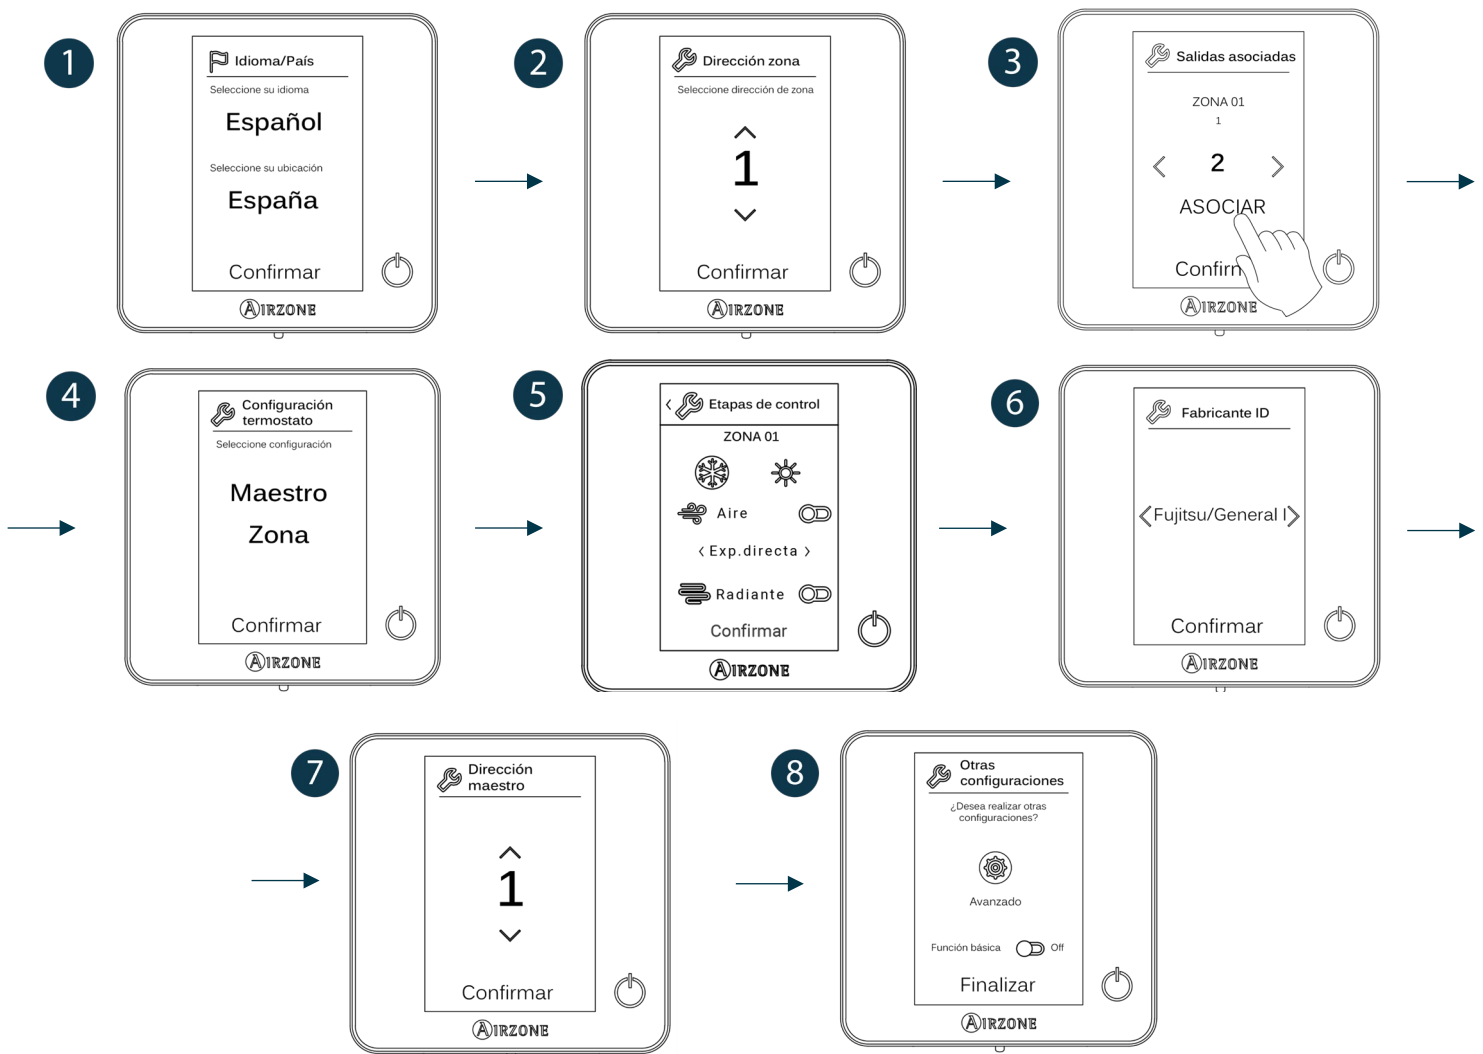 1
Idioma/País
Seleccione su idioma
Español
Seleccione su ubicación
España
Confirmar
AIRZONE
2
Dirección zona
Seleccione dirección de zona
1
Confirmar
AIRZONE
3
Salidas asociadas
ZONA 01
1
2
ASOCIAR
Confirm
AIRZONE
4
Configuración
termostato
Seleccione configuración
Maestro
Zona
Confirmar
AIRZONE
5
Etapas de control
ZONA 01
Aire
Exp.directa
Radiante
Confirmar
AIRZONE
6
Fabricante ID
Fujitsu/General I
Confirmar
AIRZONE
7
Dirección
maestro
1
Confirmar
AIRZONE
8
Otras
configuraciones
¿Desea realizar otras
configuraciones?
Avanzado
Función básica Off
Finalizar
AIRZONE